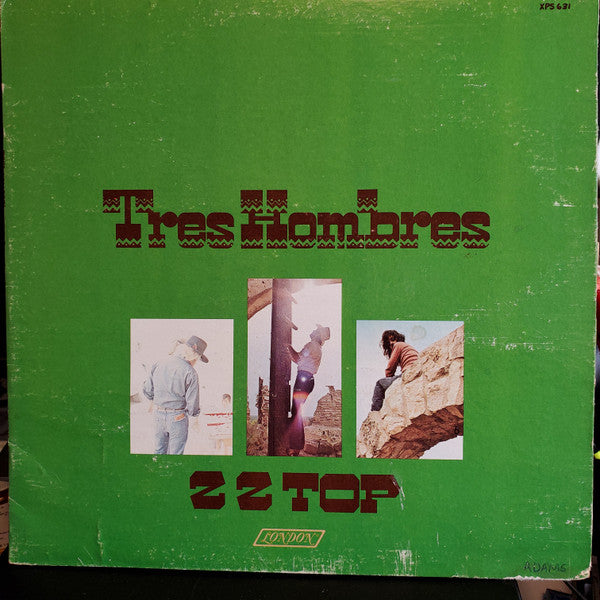 XPS 631
Tres Hombres
ZZ TOP
LONDON
ADAMS